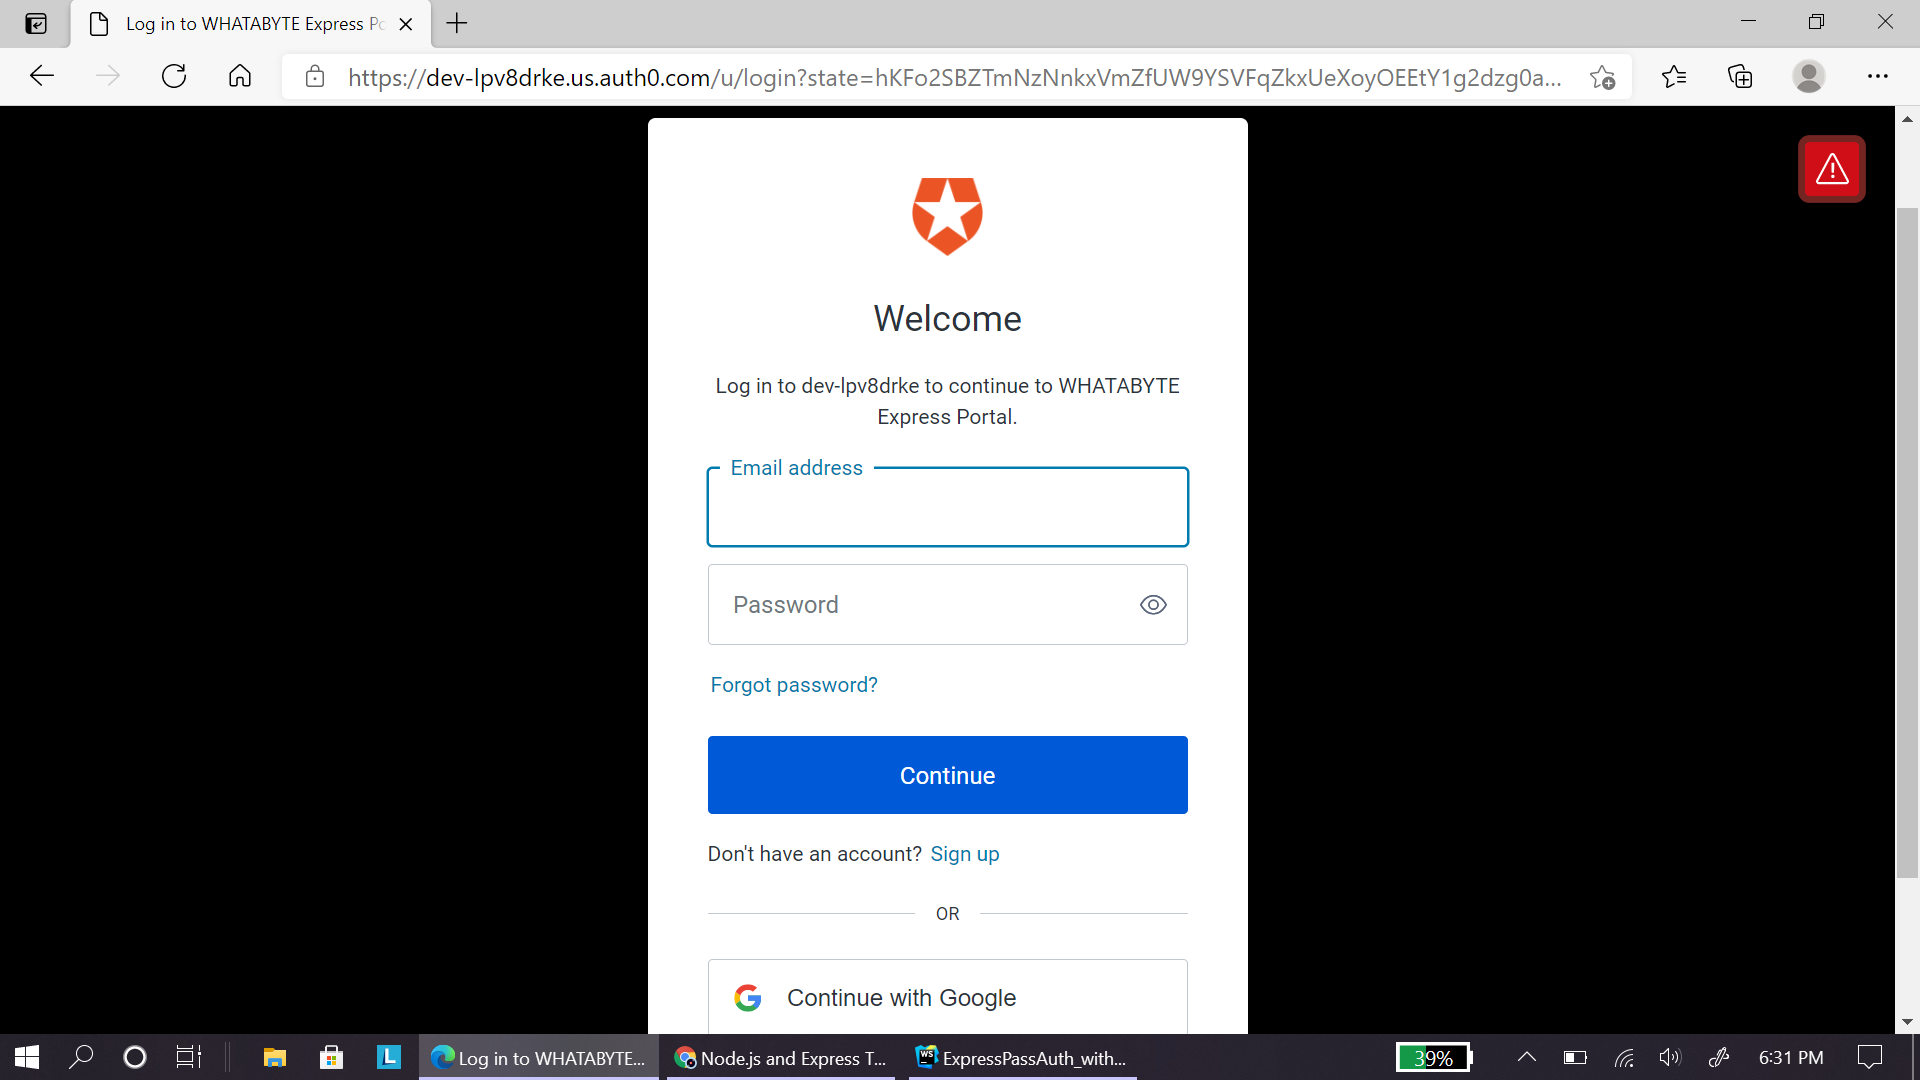 Log in to WHATABYTE Express Po
https://dev-lpv8drke.us.auth0.com/u/login?state=hKFo2SBZTmNzNnkxVmZfUW9YSVFqZkxUeXoyOEEtY1g2dzg0a...
Welcome
Log in to dev-lpv8drke to continue to WHATABYTE
Express Portal.
Email address
Password
Forgot password?
Continue
Don't have an account? Sign up
OR
Continue with Google
L
Log in to WHATABYTE...
Node.js and Express T...
WS
ExpressPassAuth_with...
39%
6:31 PM